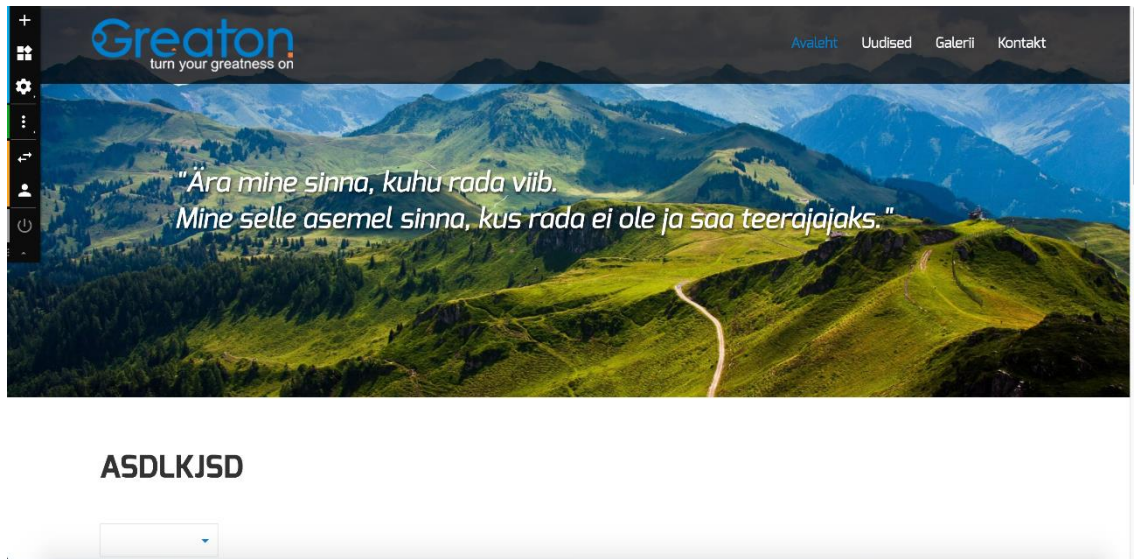 Greaton
turn your greatness on
Avaleht Uudised Galerii Kontakt
"Ära mine sinna, kuhu rada viib.
Mine selle asemel sinna, kus rada ei ole ja saa teerajajaks."
ASDLKJSD